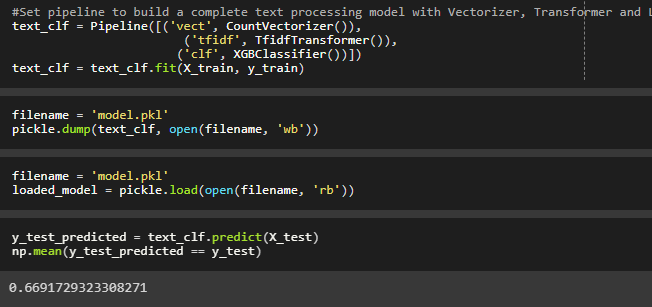 #Set pipeline to build a complete text processing model with Vectorizer, Transformer and
text_clf = Pipeline([('vect', CountVectorizer()),
('tfidf', TfidfTransformer()),
('clf', XGBClassifier())])
text_clf = text_clf.fit(X_train, y_train)
filename = 'model.pkl'
pickle.dump(text_clf, open(filename, 'wb'))
filename = 'model.pkl'
loaded_model = pickle.load(open(filename, 'rb'))
y_test_predicted = text_clf.predict(X_test)
np.mean(y_test_predicted == y_test)
0.6691729323308271